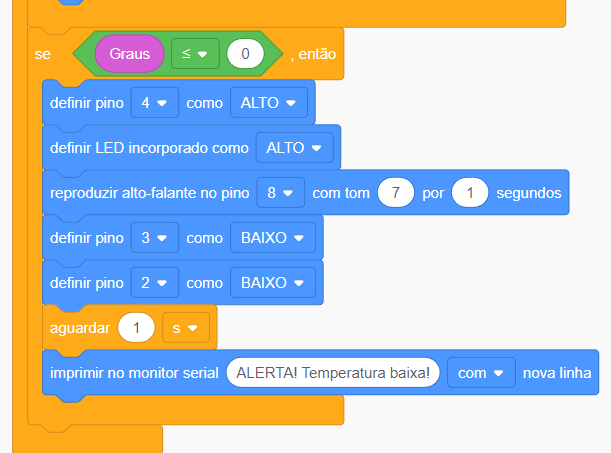 se Graus ≤ 0 , então
definir pino 4 como ALTO
definir LED incorporado como ALTO
reproduzir alto-falante no pino 8 com tom 7 por 1 segundos
definir pino 3 como BAIXO
definir pino 2 como BAIXO
aguardar 1 s
imprimir no monitor serial ALERTA! Temperatura baixa! com nova linha